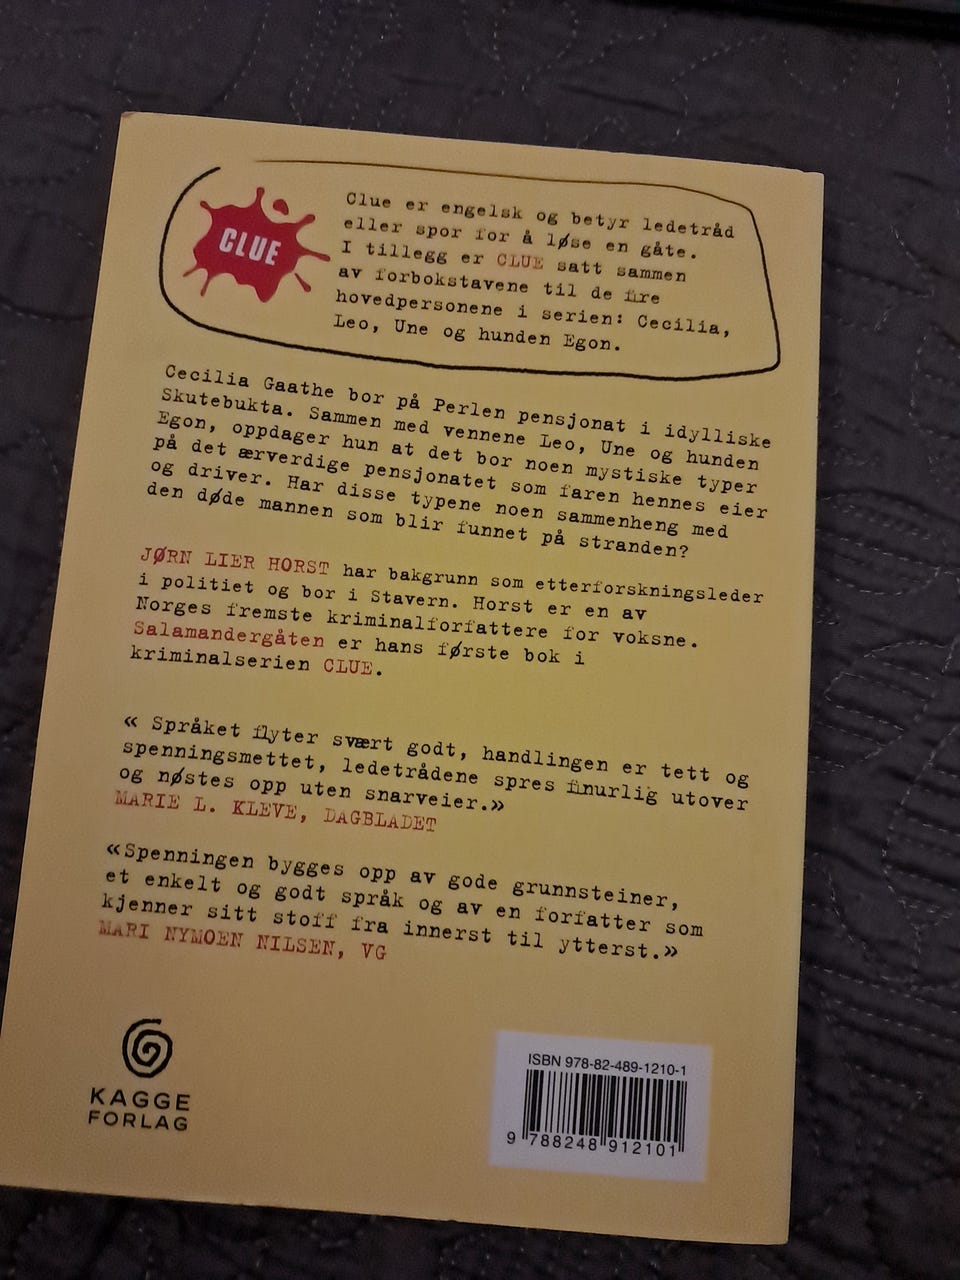 CLUE
Clue er engelsk og betyr ledetråd
eller spor for å løse en gåte.
I tillegg er CLUE satt sammen
av forbokstavene til de fire
hovedpersonene i serien: Cecilia,
Leo, Une og hunden Egon.
Cecilia Gaathe bor på Perlen pensjonat i idylliske
Skutebukta. Sammen med vennene Leo, Une og hunden
Egon, oppdager hun at det bor noen mystiske typer
på det ærverdige pensjonatet som faren hennes eier
og driver. Har disse typene noen sammenheng med
den døde mannen som blir funnet på stranden?
JØRN LIER HORST har bakgrunn som etterforskningsleder
i politiet og bor i Stavern. Horst er en av
Norges fremste kriminalforfattere for voksne.
Salamandergåten er hans første bok i
kriminalserien CLUE.
« Språket flyter svært godt, handlingen er tett og
spenningsmettet, ledetrådene spres finurlig utover
og nøstes opp uten snarveier.»
MARIE L. KLEVE, DAGBLADET
«Spenningen bygges opp av gode grunnsteiner,
et enkelt og godt språk og av en forfatter som
kjenner sitt stoff fra innerst til ytterst.»
MARI NYMOEN NILSEN, VG
KAGGE
FORLAG
ISBN 978-82-489-1210-1
9 788248 912101